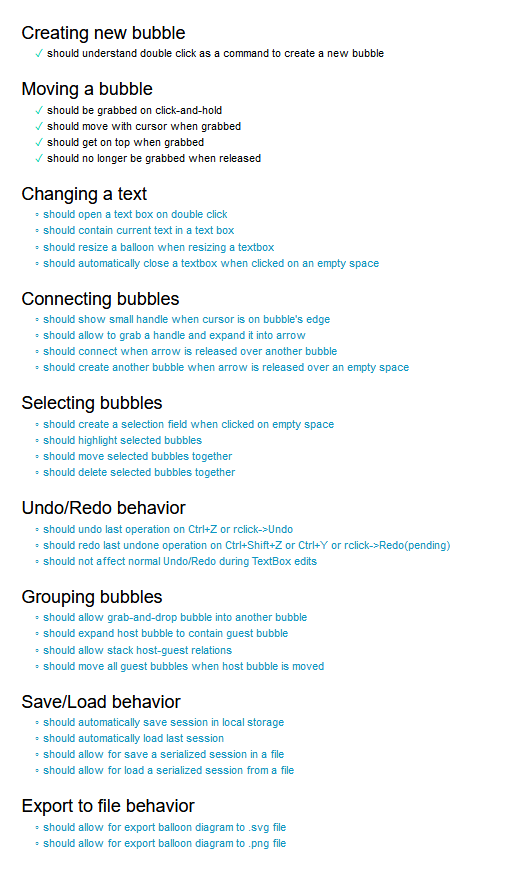 Creating new bubble
✓ should understand double click as a command to create a new bubble
Moving a bubble
✓ should be grabbed on click-and-hold
✓ should move with cursor when grabbed
✓ should get on top when grabbed
✓ should no longer be grabbed when released
Changing a text
◦ should open a text box on double click
◦ should contain current text in a text box
◦ should resize a balloon when resizing a textbox
◦ should automatically close a textbox when clicked on an empty space
Connecting bubbles
◦ should show small handle when cursor is on bubble's edge
◦ should allow to grab a handle and expand it into arrow
◦ should connect when arrow is released over another bubble
◦ should create another bubble when arrow is released over an empty space
Selecting bubbles
◦ should create a selection field when clicked on empty space
◦ should highlight selected bubbles
◦ should move selected bubbles together
◦ should delete selected bubbles together
Undo/Redo behavior
◦ should undo last operation on Ctrl+Z or rclick->Undo
◦ should redo last undone operation on Ctrl+Shift+Z or Ctrl+Y or rclick->Redo(pending)
◦ should not affect normal Undo/Redo during TextBox edits
Grouping bubbles
◦ should allow grab-and-drop bubble into another bubble
◦ should expand host bubble to contain guest bubble
◦ should allow stack host-guest relations
◦ should move all guest bubbles when host bubble is moved
Save/Load behavior
◦ should automatically save session in local storage
◦ should automatically load last session
◦ should allow for save a serialized session in a file
◦ should allow for load a serialized session from a file
Export to file behavior
◦ should allow for export balloon diagram to .svg file
◦ should allow for export balloon diagram to .png file